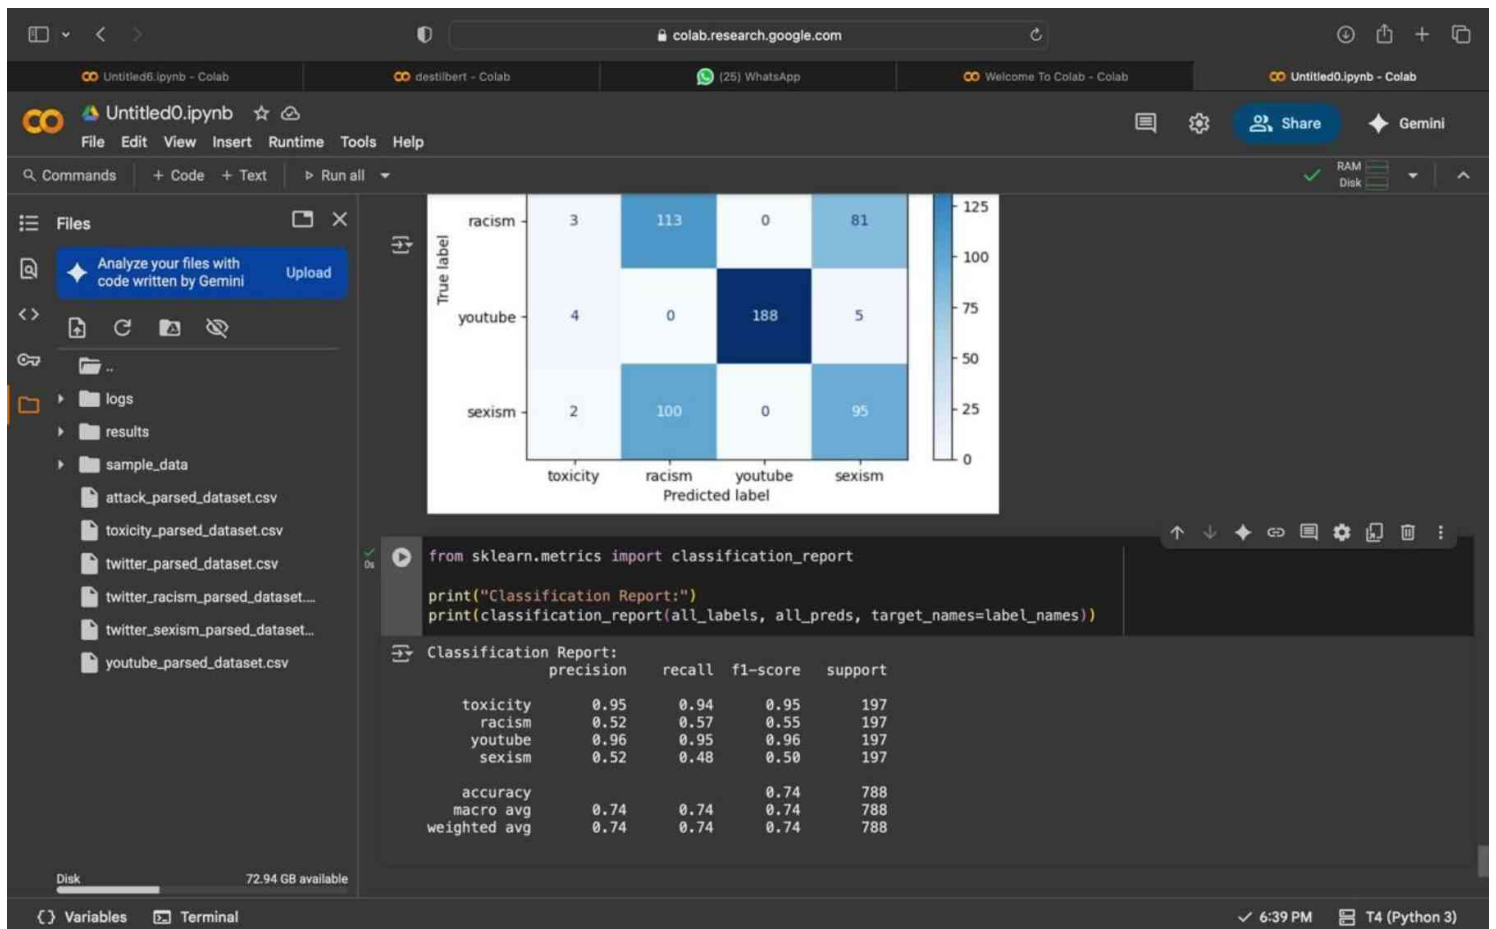 colab.research.google.com
Untitled6.ipynb - Colab
destilbert - Colab
(25) WhatsApp
Welcome To Colab - Colab
Untitled0.ipynb - Colab
Untitled0.ipynb
File Edit View Insert Runtime Tools Help
Share
Gemini
Commands + Code + Text Run all
RAM
Disk
Files
Analyze your files with
code written by Gemini
Upload
..
logs
results
sample_data
attack_parsed_dataset.csv
toxicity_parsed_dataset.csv
twitter_parsed_dataset.csv
twitter_racism_parsed_dataset....
twitter_sexism_parsed_dataset...
youtube_parsed_dataset.csv
Disk 72.94 GB available
True label
racism 3 113 0 81
youtube 4 0 188 5
sexism 2 100 0 95
toxicity racism youtube sexism
Predicted label
125
100
75
50
25
0
0s
from sklearn.metrics import classification_report
print("Classification Report:")
print(classification_report(all_labels, all_preds, target_names=label_names))
Classification Report:
precision recall f1-score support
toxicity 0.95 0.94 0.95 197
racism 0.52 0.57 0.55 197
youtube 0.96 0.95 0.96 197
sexism 0.52 0.48 0.50 197
accuracy 0.74 788
macro avg 0.74 0.74 0.74 788
weighted avg 0.74 0.74 0.74 788
{} Variables Terminal
6:39 PM T4 (Python 3)